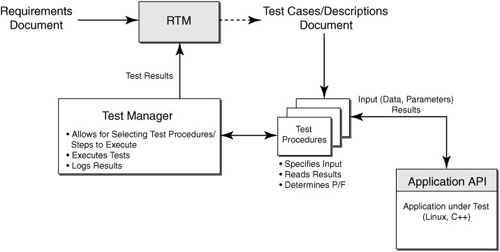 Requirements
Document
RTM
Test Cases/Descriptions
Document
Test Results
Test Manager
• Allows for Selecting Test Procedures/
Steps to Execute
• Executes Tests
• Logs Results
Test
Procedures
• Specifies Input
• Reads Results
• Determines P/F
Input (Data, Parameters)
Results
Application API
Application under Test
(Linux, C++)